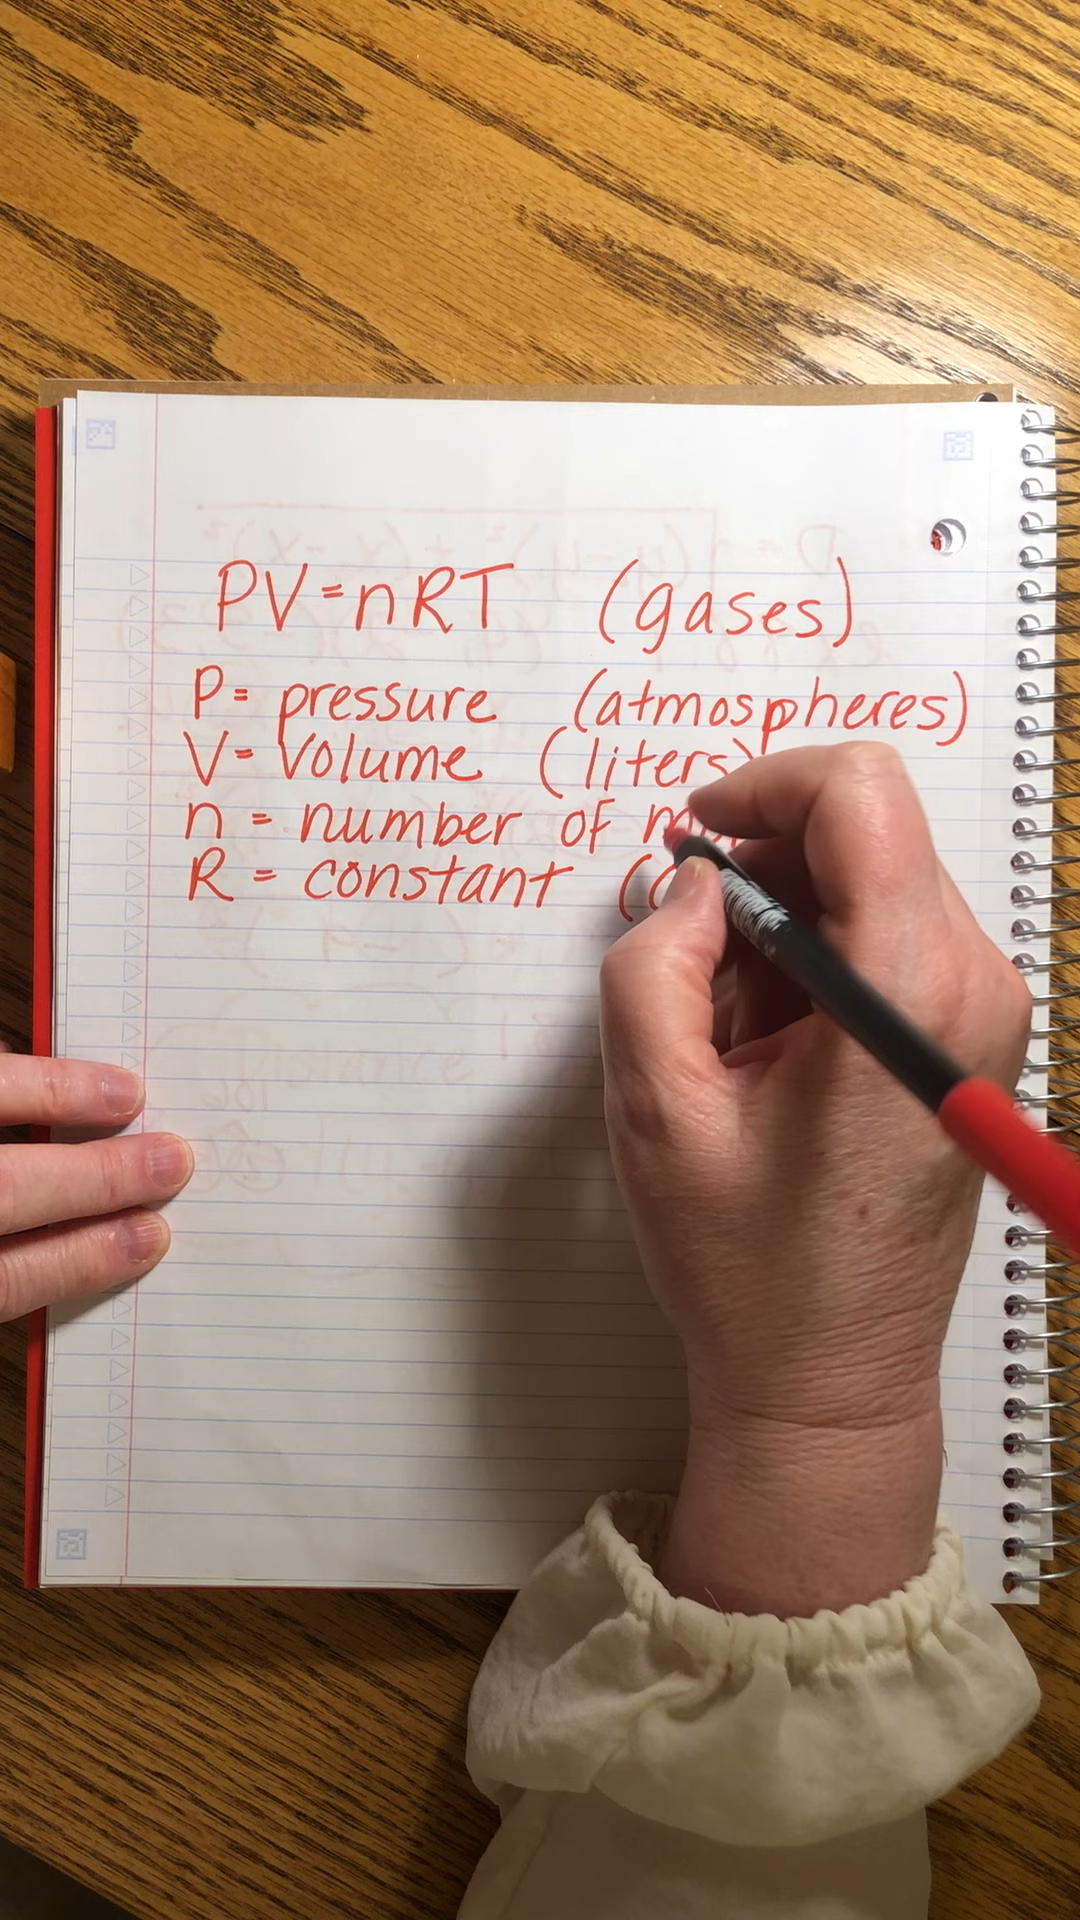 PV=nRT (gases)
P= pressure (atmospheres)
V= Volume (liters)
n = number of
R = constant (